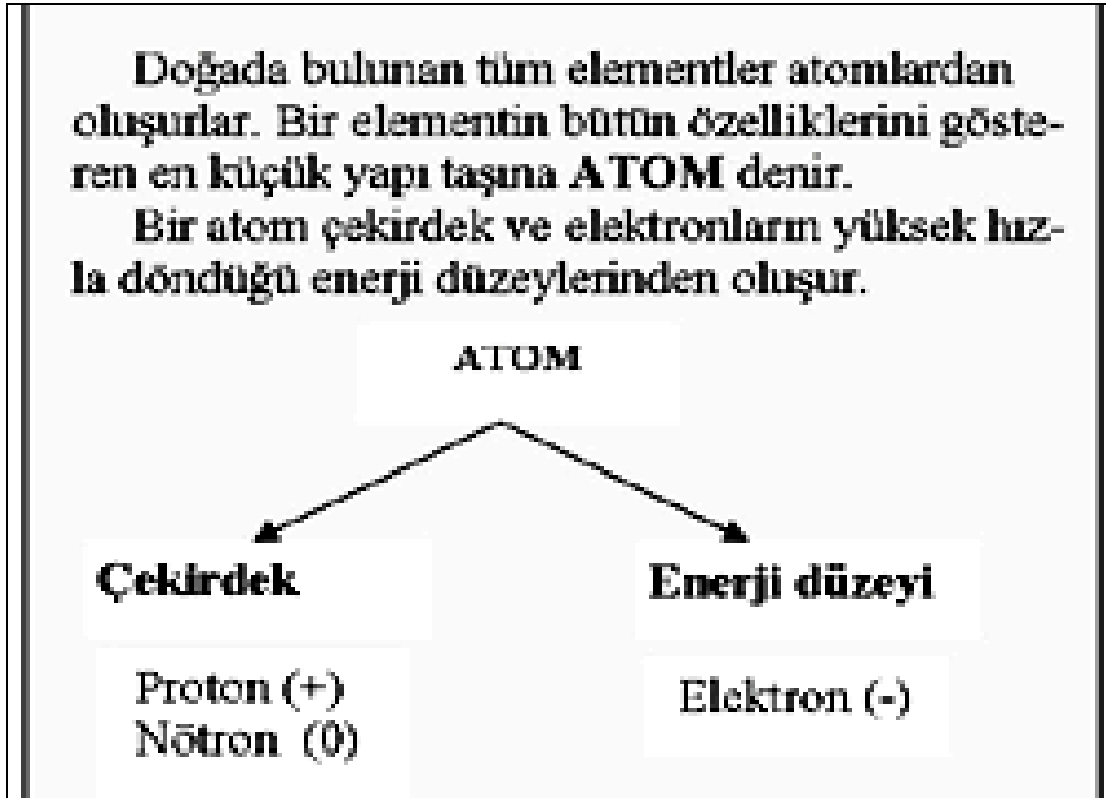 Doğada bulunan tüm elementler atomlardan
oluşurlar. Bir elementin bütün özelliklerini göste-
ren en küçük yapı taşına ATOM denir.
Bir atom çekirdek ve elektronların yüksek hız-
la döndüğü enerji düzeylerinden oluşur.
ATOM
Çekirdek
Enerji düzeyi
Proton (+)
Elektron (-)
Nötron (0)